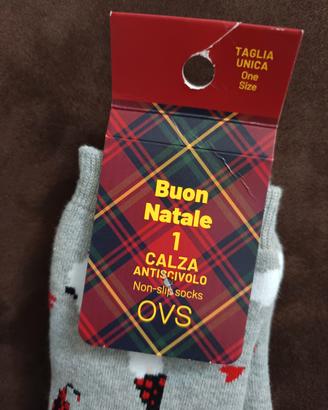 TAGLIA
UNICA
One
Size
Buon
Natale
1
CALZA
ANTISCIVOLO
Non-slip socks
OVS